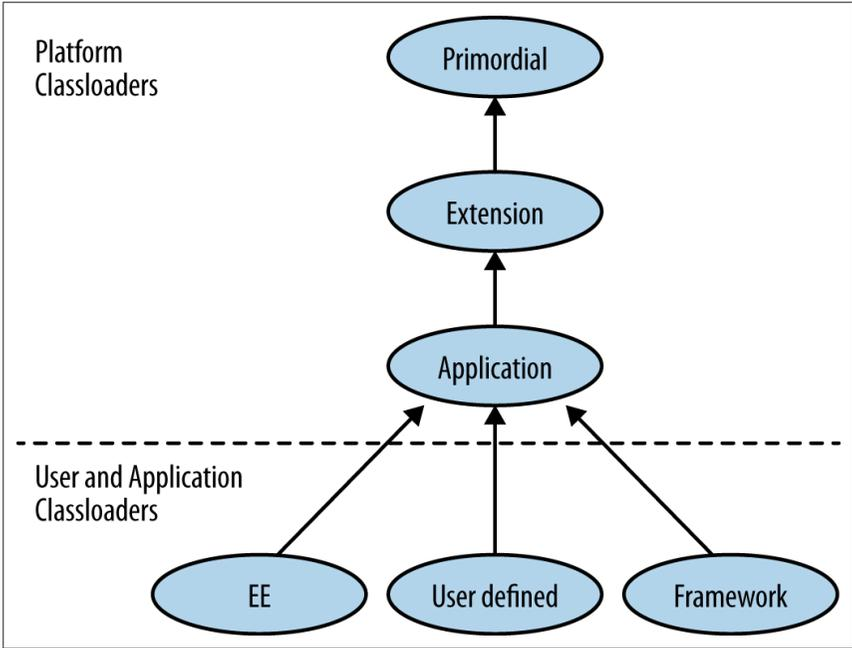 Platform
Classloaders
Primordial
Extension
Application
User and Application
Classloaders
EE
User defined
Framework